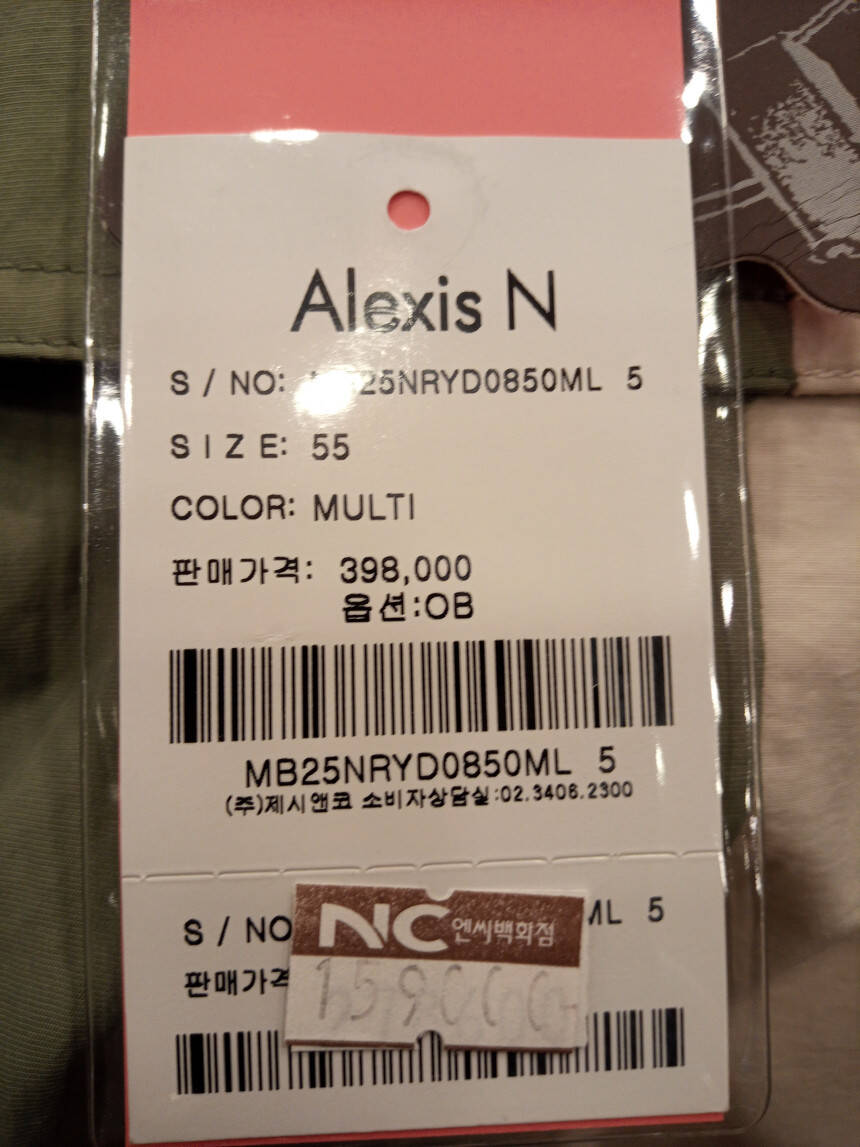 Alexis N
S / NO: MB25NRYD0850ML 5
SIZE: 55
COLOR: MULTI
판매가격: 398,000
옵션:OB
MB25NRYD0850ML 5
(주)제시앤코 소비자상담실:02.3406.2300
S / NO ML 5
NC 엔씨백화점
판매가격
159000